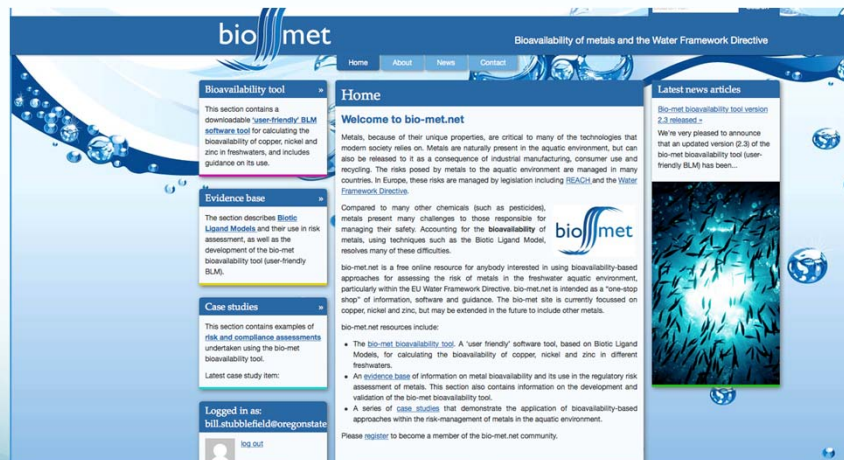 bio met
Bioavailability of metals and the Water Framework Directive
Home About News Contact
Bioavailability tool »
This section contains a
downloadable 'user-friendly' BLM
software tool for calculating the
bioavailability of copper, nickel and
zinc in freshwaters, and includes
guidance on its use.
Evidence base »
The section describes Biotic
Ligand Models and their use in risk
assessment, as well as the
development of the bio-met
bioavailability tool (user-friendly
BLM).
Case studies »
This section contains examples of
risk and compliance assessments
undertaken using the bio-met
bioavailability tool.
Latest case study item:
Logged in as:
bill.stubblefield@oregonstate
log out
Home
Welcome to bio-met.net
Metals, because of their unique properties, are critical to many of the technologies that
modern society relies on. Metals are naturally present in the aquatic environment, but can
also be released to it as a consequence of industrial manufacturing, consumer use and
recycling. The risks posed by metals to the aquatic environment are managed in many
countries. In Europe, these risks are managed by legislation including REACH and the Water
Framework Directive.
Compared to many other chemicals (such as pesticides),
metals present many challenges to those responsible for
managing their safety. Accounting for the bioavailability of
metals, using techniques such as the Biotic Ligand Model,
resolves many of these difficulties.
bio met
bio-met.net is a free online resource for anybody interested in using bioavailability-based
approaches for assessing the risk of metals in the freshwater aquatic environment,
particularly within the EU Water Framework Directive. bio-met.net is intended as a "one-stop
shop" of information, software and guidance. The bio-met site is currently focussed on
copper, nickel and zinc, but may be extended in the future to include other metals.
bio-met.net resources include:
• The bio-met bioavailability tool. A 'user friendly' software tool, based on Biotic Ligand
Models, for calculating the bioavailability of copper, nickel and zinc in different
freshwaters.
• An evidence base of information on metal bioavailability and its use in the regulatory risk
assessment of metals. This section also contains information on the development and
validation of the bio-met bioavailability tool.
• A series of case studies that demonstrate the application of bioavailability-based
approaches within the risk-management of metals in the aquatic environment.
Please register to become a member of the bio-met.net community.
Latest news articles
Bio-met bioavailability tool version
2.3 released »
We're very pleased to announce
that an updated version (2.3) of the
bio-met bioavailability tool (user-
friendly BLM) has been...